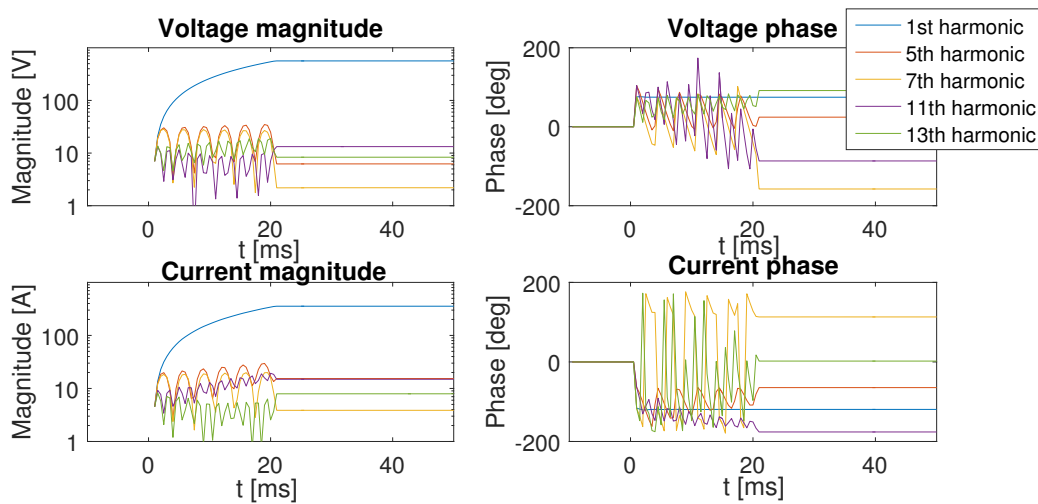 Voltage magnitude
Magnitude [V]
100
10
1
0
20
40
t [ms]
Voltage phase
Phase [deg]
200
0
-200
0
20
40
t [ms]
1st harmonic
5th harmonic
7th harmonic
11th harmonic
13th harmonic
Current magnitude
Magnitude [A]
100
10
1
0
20
40
t [ms]
Current phase
Phase [deg]
200
0
-200
0
20
40
t [ms]